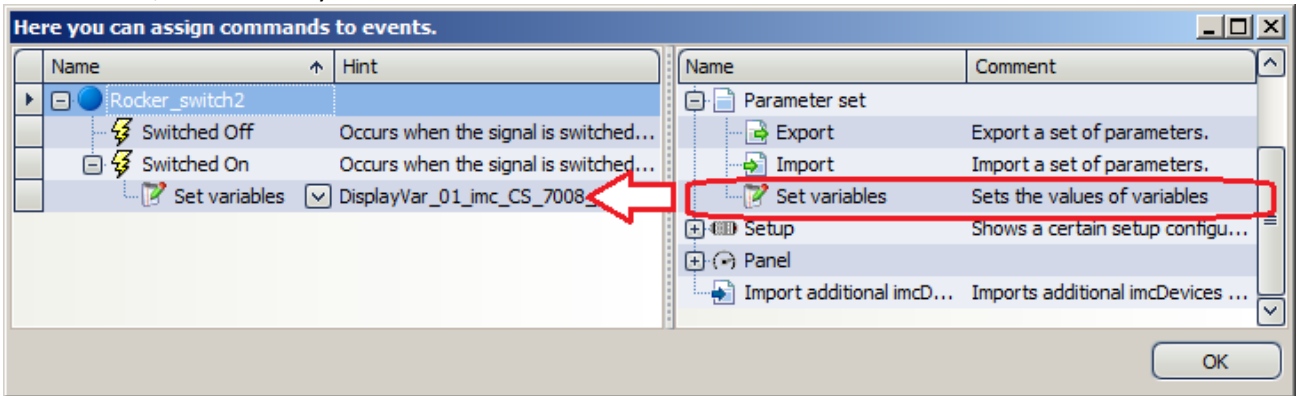 Here you can assign commands to events.
Name Hint Name Comment
Rocker_switch2 Parameter set
Switched Off Occurs when the signal is switched... Export Export a set of parameters.
Switched On Occurs when the signal is switched... Import Import a set of parameters.
Set variables DisplayVar_01_imc_CS_7008_ Set variables Sets the values of variables
Setup Shows a certain setup configu...
Panel
Import additional imcD... Imports additional imcDevices ...
OK